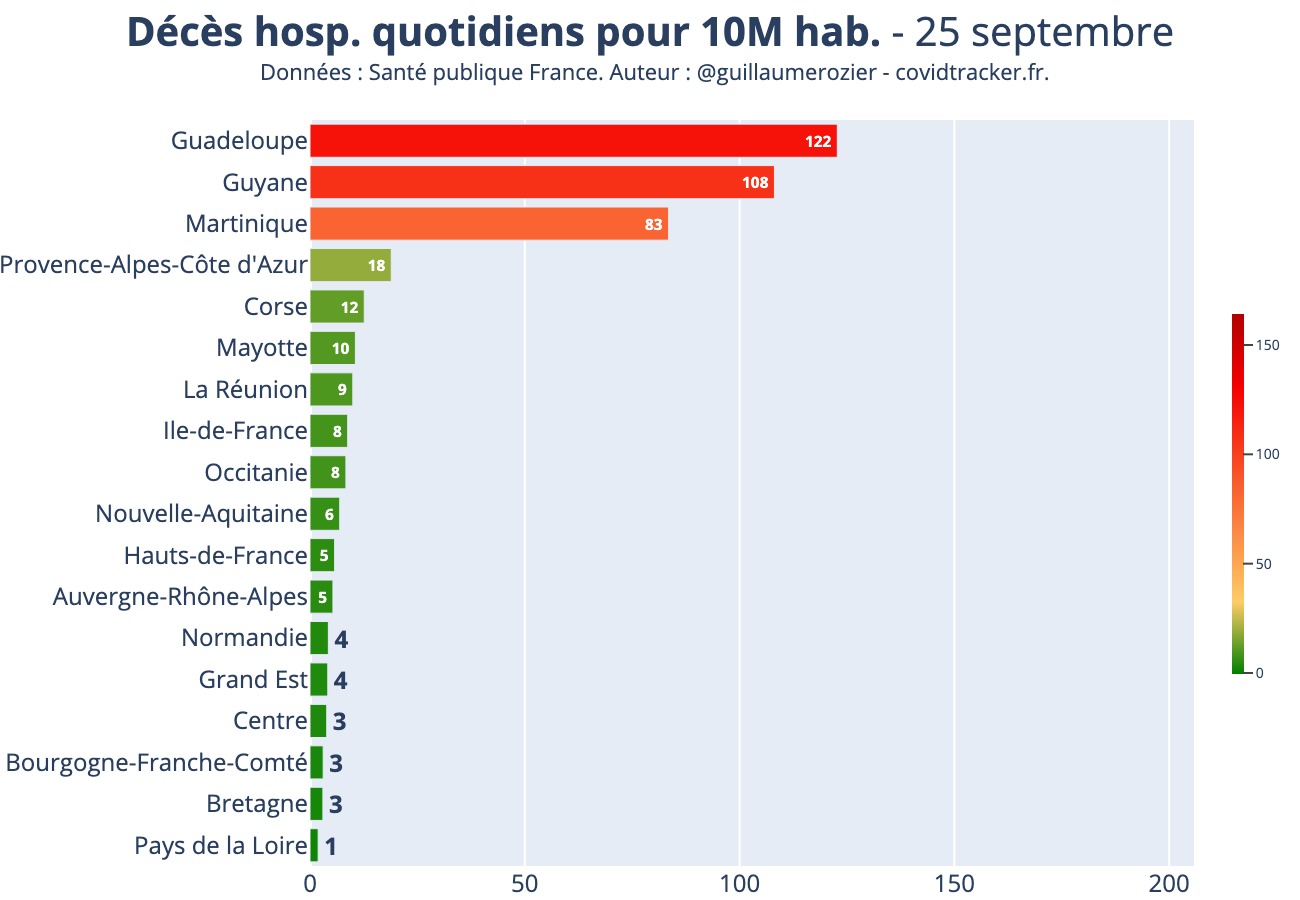 Décès hosp. quotidiens pour 10M hab. - 25 septembre
Données : Santé publique France. Auteur : @guillaumerozier - covidtracker.fr.
Guadeloupe 122
Guyane 108
Martinique 83
Provence-Alpes-Côte d'Azur 18
Corse 12
Mayotte 10
La Réunion 9
Ile-de-France 8
Occitanie 8
Nouvelle-Aquitaine 6
Hauts-de-France 5
Auvergne-Rhône-Alpes 5
Normandie 4
Grand Est 4
Centre 3
Bourgogne-Franche-Comté 3
Bretagne 3
Pays de la Loire 1
0 50 100 150 200
150
100
50
0